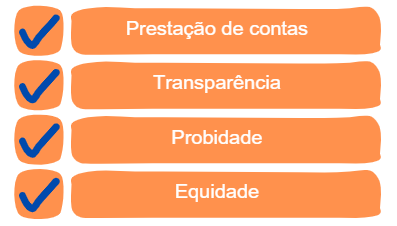 Prestação de contas
Transparência
Probidade
Equidade